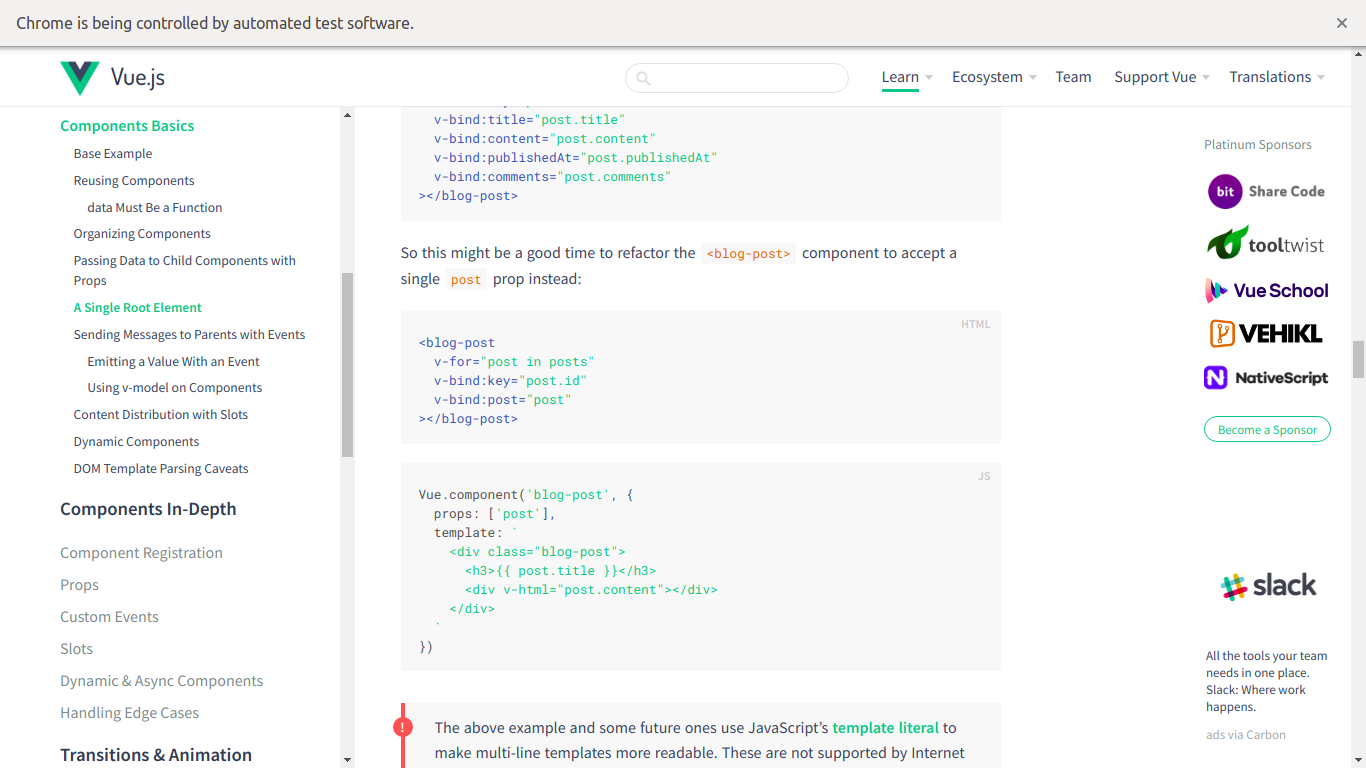 Chrome is being controlled by automated test software.
Vue.js
Learn
Ecosystem
Team
Support Vue
Translations
Components Basics
Base Example
Reusing Components
data Must Be a Function
Organizing Components
Passing Data to Child Components with
Props
A Single Root Element
Sending Messages to Parents with Events
Emitting a Value With an Event
Using v-model on Components
Content Distribution with Slots
Dynamic Components
DOM Template Parsing Caveats
Components In-Depth
Component Registration
Props
Custom Events
Slots
Dynamic & Async Components
Handling Edge Cases
Transitions & Animation
v-bind:title="post.title"
v-bind:content="post.content"
v-bind:publishedAt="post.publishedAt"
v-bind:comments="post.comments"
></blog-post>
So this might be a good time to refactor the <blog-post> component to accept a
single post prop instead:
HTML
<blog-post
v-for="post in posts"
v-bind:key="post.id"
v-bind:post="post"
></blog-post>
JS
Vue.component('blog-post', {
props: ['post'],
template: `
<div class="blog-post">
<h3>{{ post.title }}</h3>
<div v-html="post.content"></div>
</div>
`
})
!
The above example and some future ones use JavaScript’s template literal to
make multi-line templates more readable. These are not supported by Internet
Platinum Sponsors
bit Share Code
tooltwist
Vue School
VEHIKL
N NativeScript
Become a Sponsor
slack
All the tools your team
needs in one place.
Slack: Where work
happens.
ads via Carbon